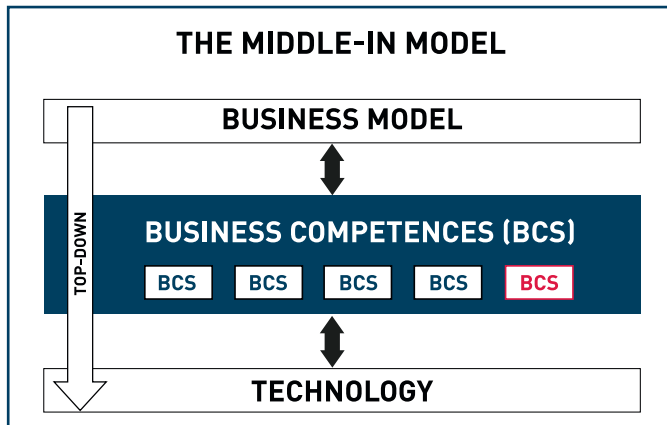 THE MIDDLE-IN MODEL
BUSINESS MODEL
TOP-DOWN
BUSINESS COMPETENCES (BCS)
BCS BCS BCS BCS BCS
TECHNOLOGY